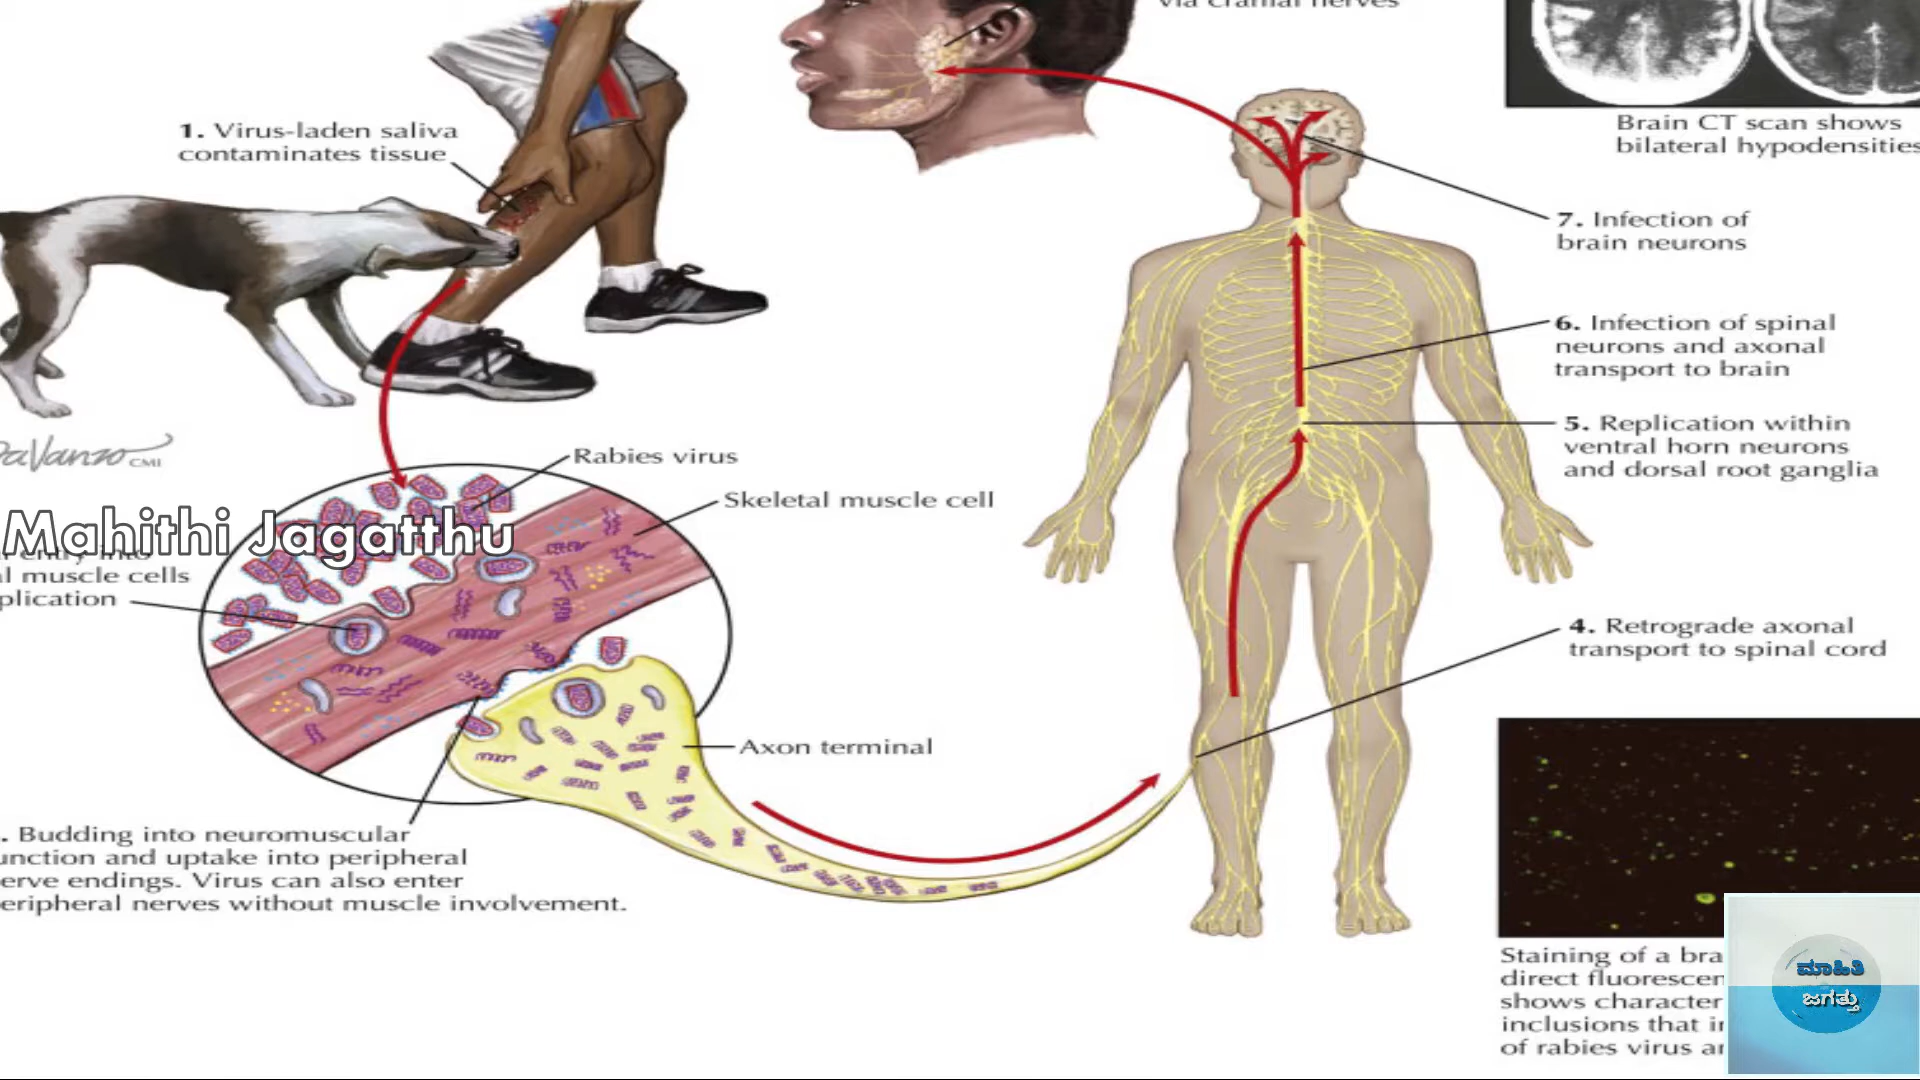 via cranial nerves
Brain CT scan shows
bilateral hypodensities
1. Virus-laden saliva
contaminates tissue
7. Infection of
brain neurons
6. Infection of spinal
neurons and axonal
transport to brain
5. Replication within
ventral horn neurons
and dorsal root ganglia
DaVanzo CMI
Rabies virus
Skeletal muscle cell
Mahithi Jagatthu
entry into
al muscle cells
plication
4. Retrograde axonal
transport to spinal cord
Axon terminal
. Budding into neuromuscular
unction and uptake into peripheral
erve endings. Virus can also enter
eripheral nerves without muscle involvement.
Staining of a bra
direct fluorescen
shows character
inclusions that i
of rabies virus a
ಮಾಹಿತಿ
ಜಗತ್ತು